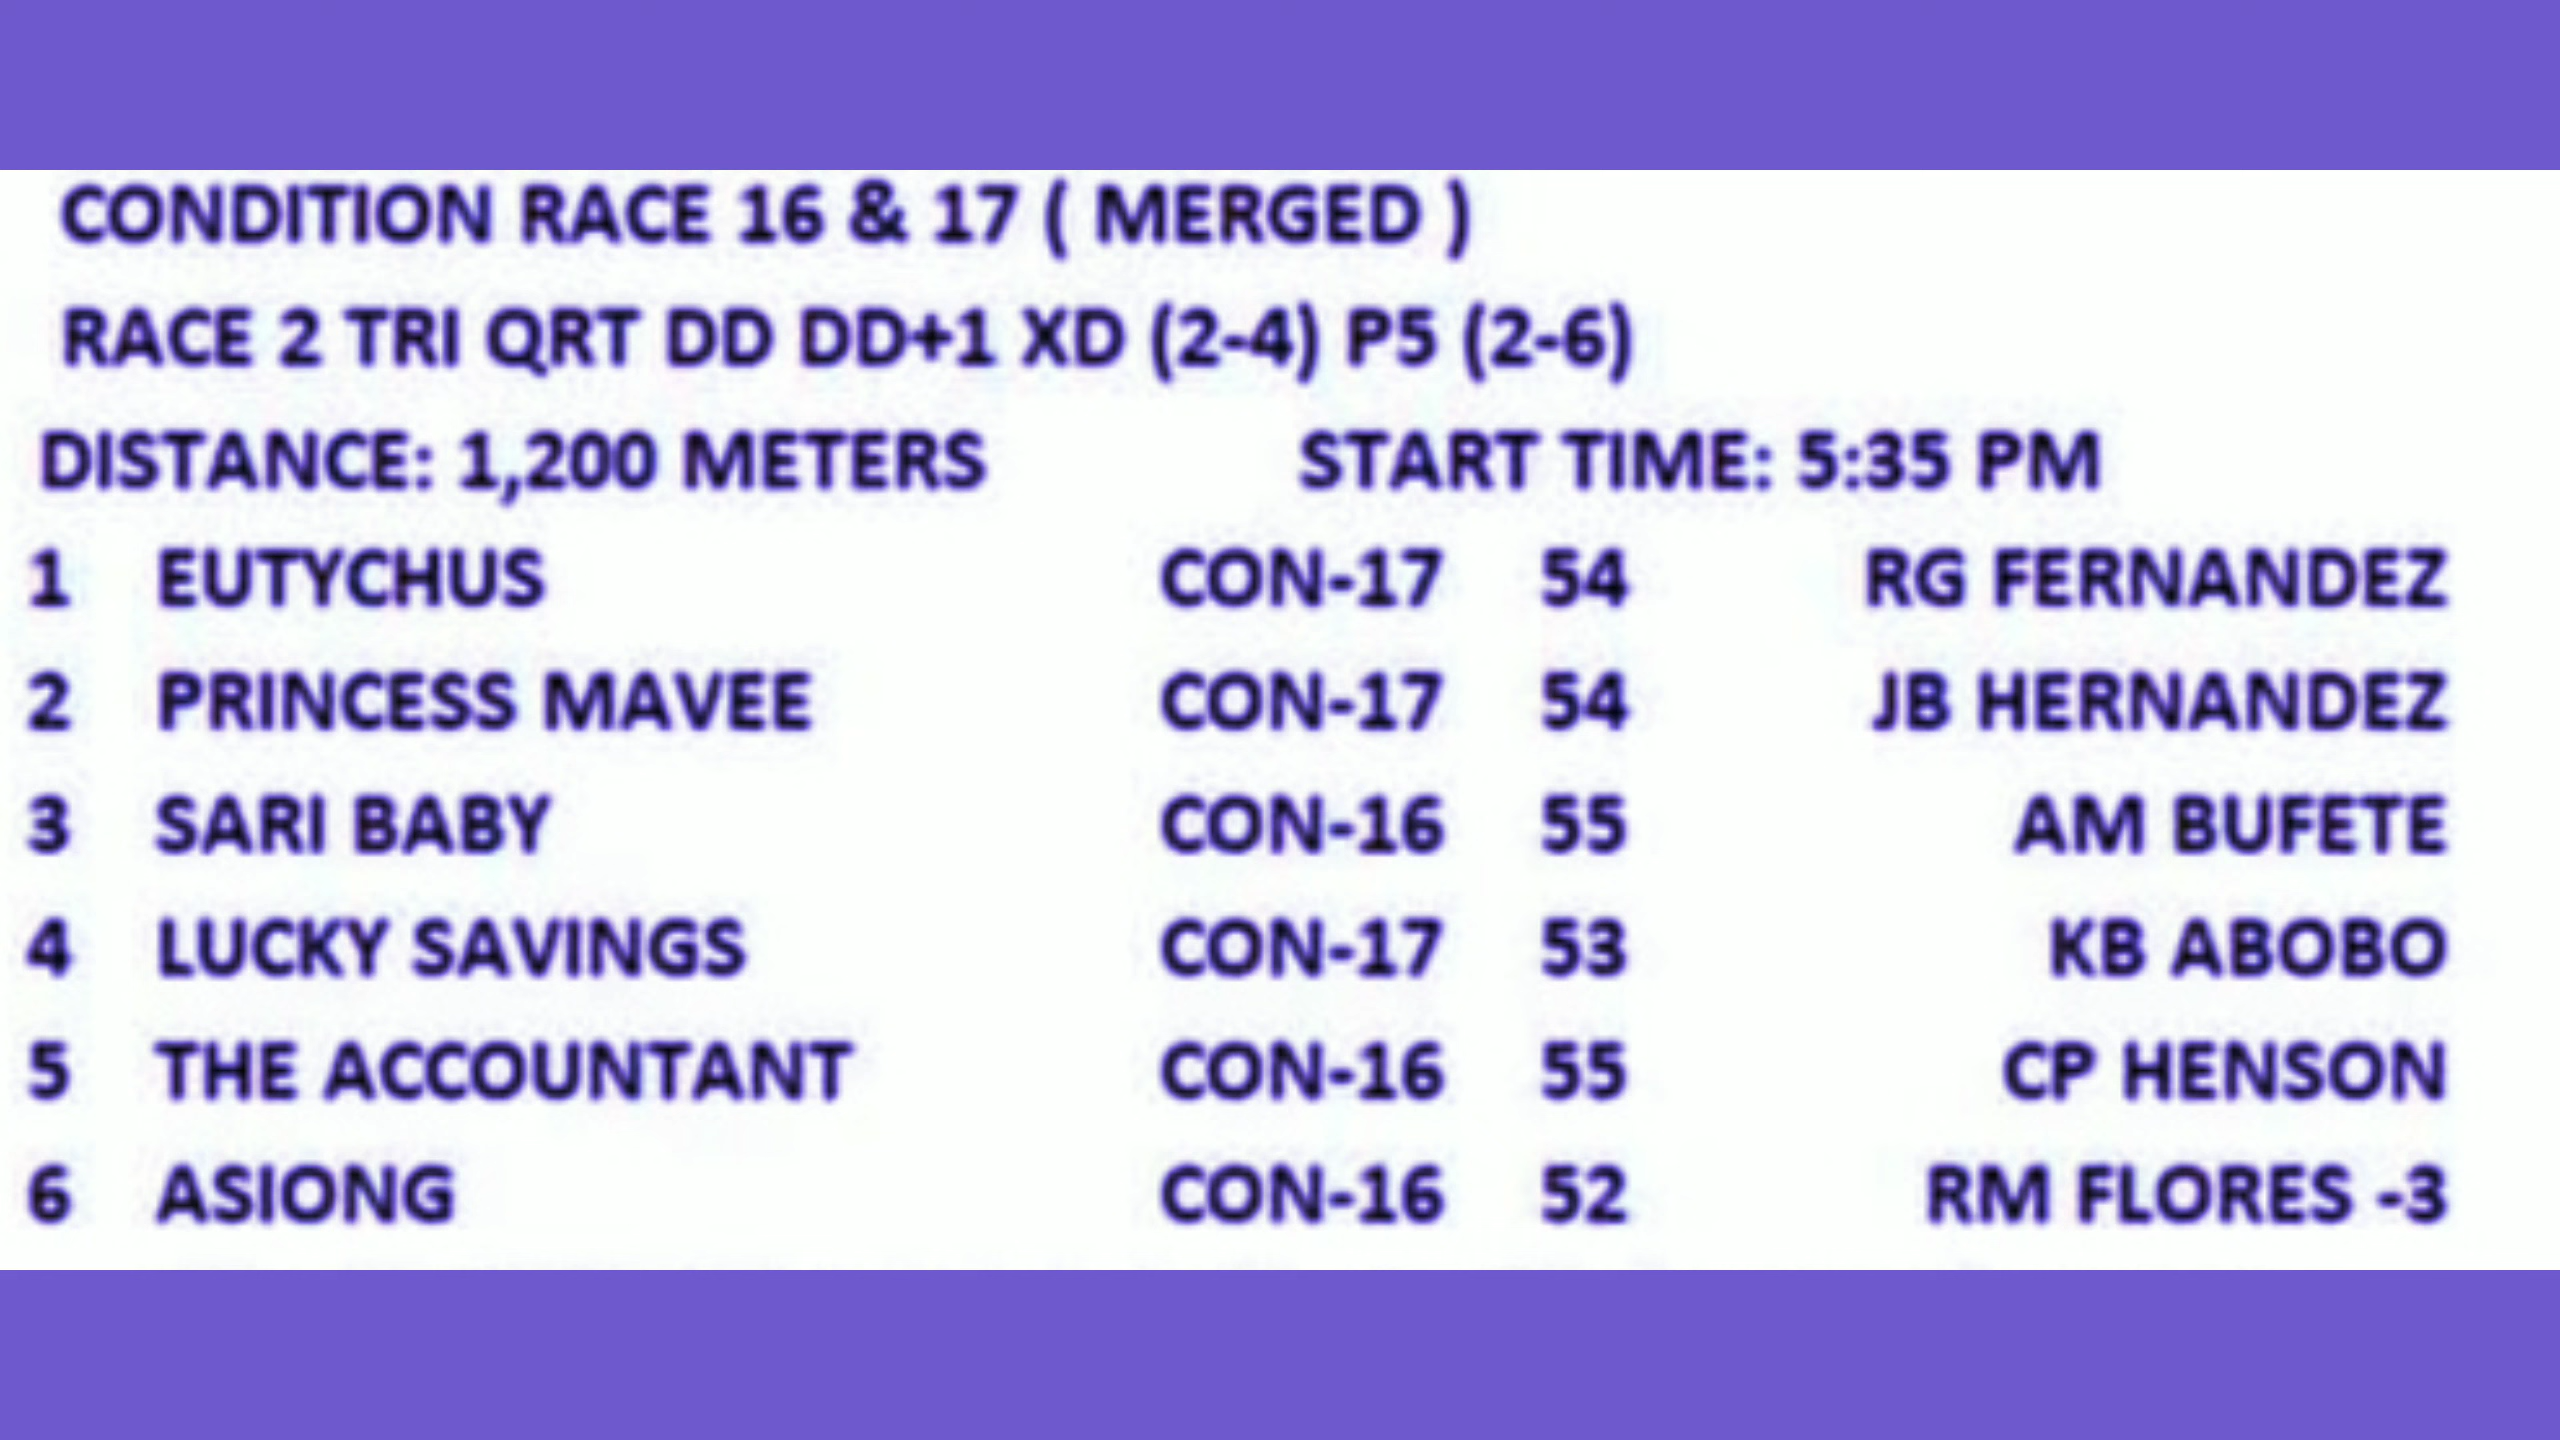 CONDITION RACE 16 & 17 ( MERGED )
RACE 2 TRI QRT DD DD+1 XD (2-4) P5 (2-6)
DISTANCE: 1,200 METERS START TIME: 5:35 PM
1 EUTYCHUS CON-17 54 RG FERNANDEZ
2 PRINCESS MAVEE CON-17 54 JB HERNANDEZ
3 SARI BABY CON-16 55 AM BUFETE
4 LUCKY SAVINGS CON-17 53 KB ABOBO
5 THE ACCOUNTANT CON-16 55 CP HENSON
6 ASIONG CON-16 52 RM FLORES -3